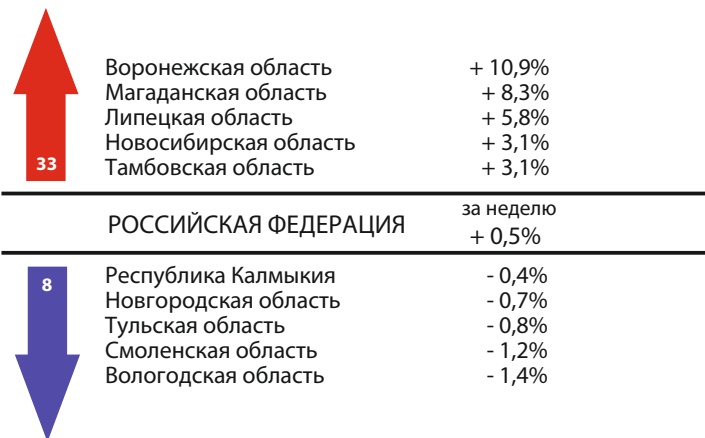 Воронежская область + 10,9%
Магаданская область + 8,3%
Липецкая область + 5,8%
Новосибирская область + 3,1%
33 Тамбовская область + 3,1%
за неделю
РОССИЙСКАЯ ФЕДЕРАЦИЯ + 0,5%
8 Республика Калмыкия - 0,4%
Новгородская область - 0,7%
Тульская область - 0,8%
Смоленская область - 1,2%
Вологодская область - 1,4%